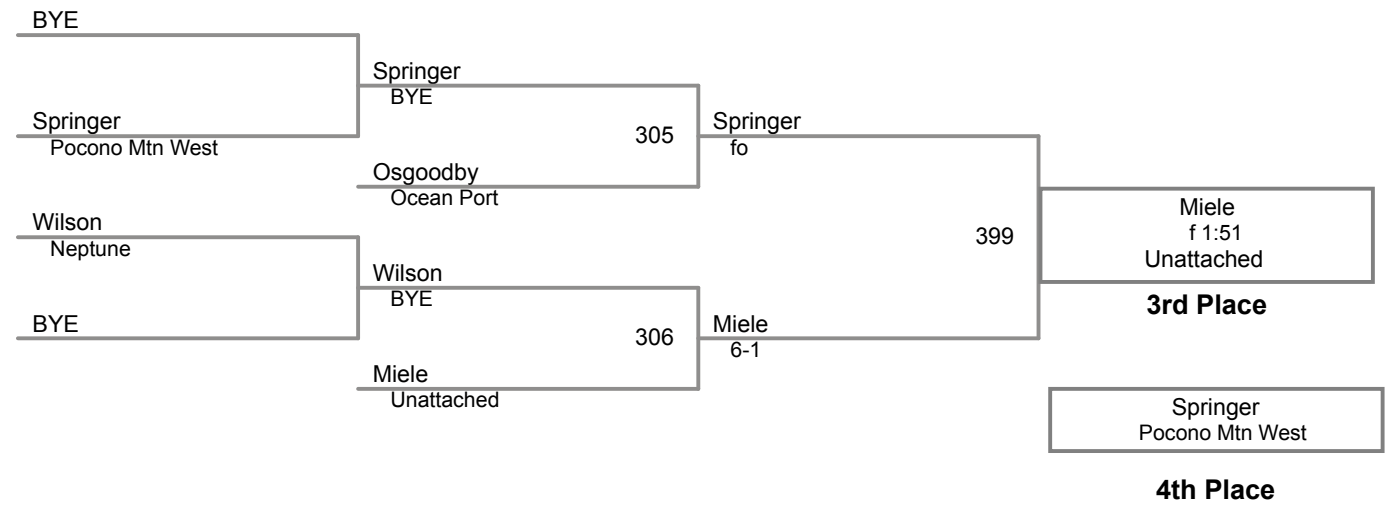 BYE
Springer
Pocono Mtn West
Wilson
Neptune
BYE
Springer
BYE
305
Osgoodby
Ocean Port
Wilson
BYE
306
Miele
Unattached
Springer
fo
399
Miele
6-1
Miele
f 1:51
Unattached
3rd Place
Springer
Pocono Mtn West
4th Place